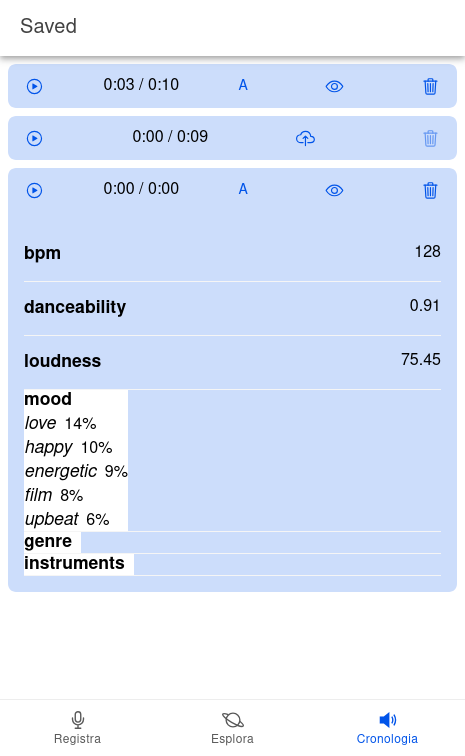 Saved
0:03 / 0:10 A
0:00 / 0:09
0:00 / 0:00 A
bpm 128
danceability 0.91
loudness 75.45
mood
love 14%
happy 10%
energetic 9%
film 8%
upbeat 6%
genre
instruments
Registra Esplora Cronologia